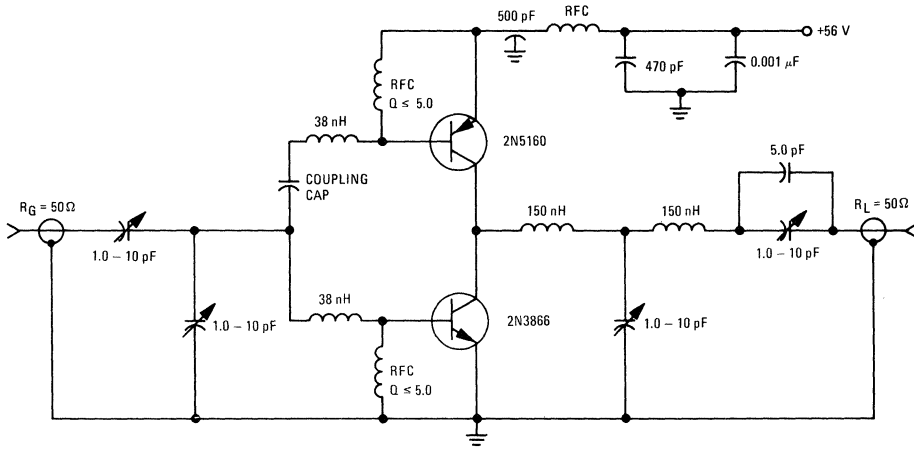 500 pF
RFC
+56 V
470 pF
0.001 μF
RFC
Q ≤ 5.0
38 nH
2N5160
COUPLING
CAP
5.0 pF
R_G = 50Ω
1.0 – 10 pF
150 nH
150 nH
R_L = 50Ω
1.0 – 10 pF
38 nH
1.0 – 10 pF
2N3866
1.0 – 10 pF
RFC
Q ≤ 5.0